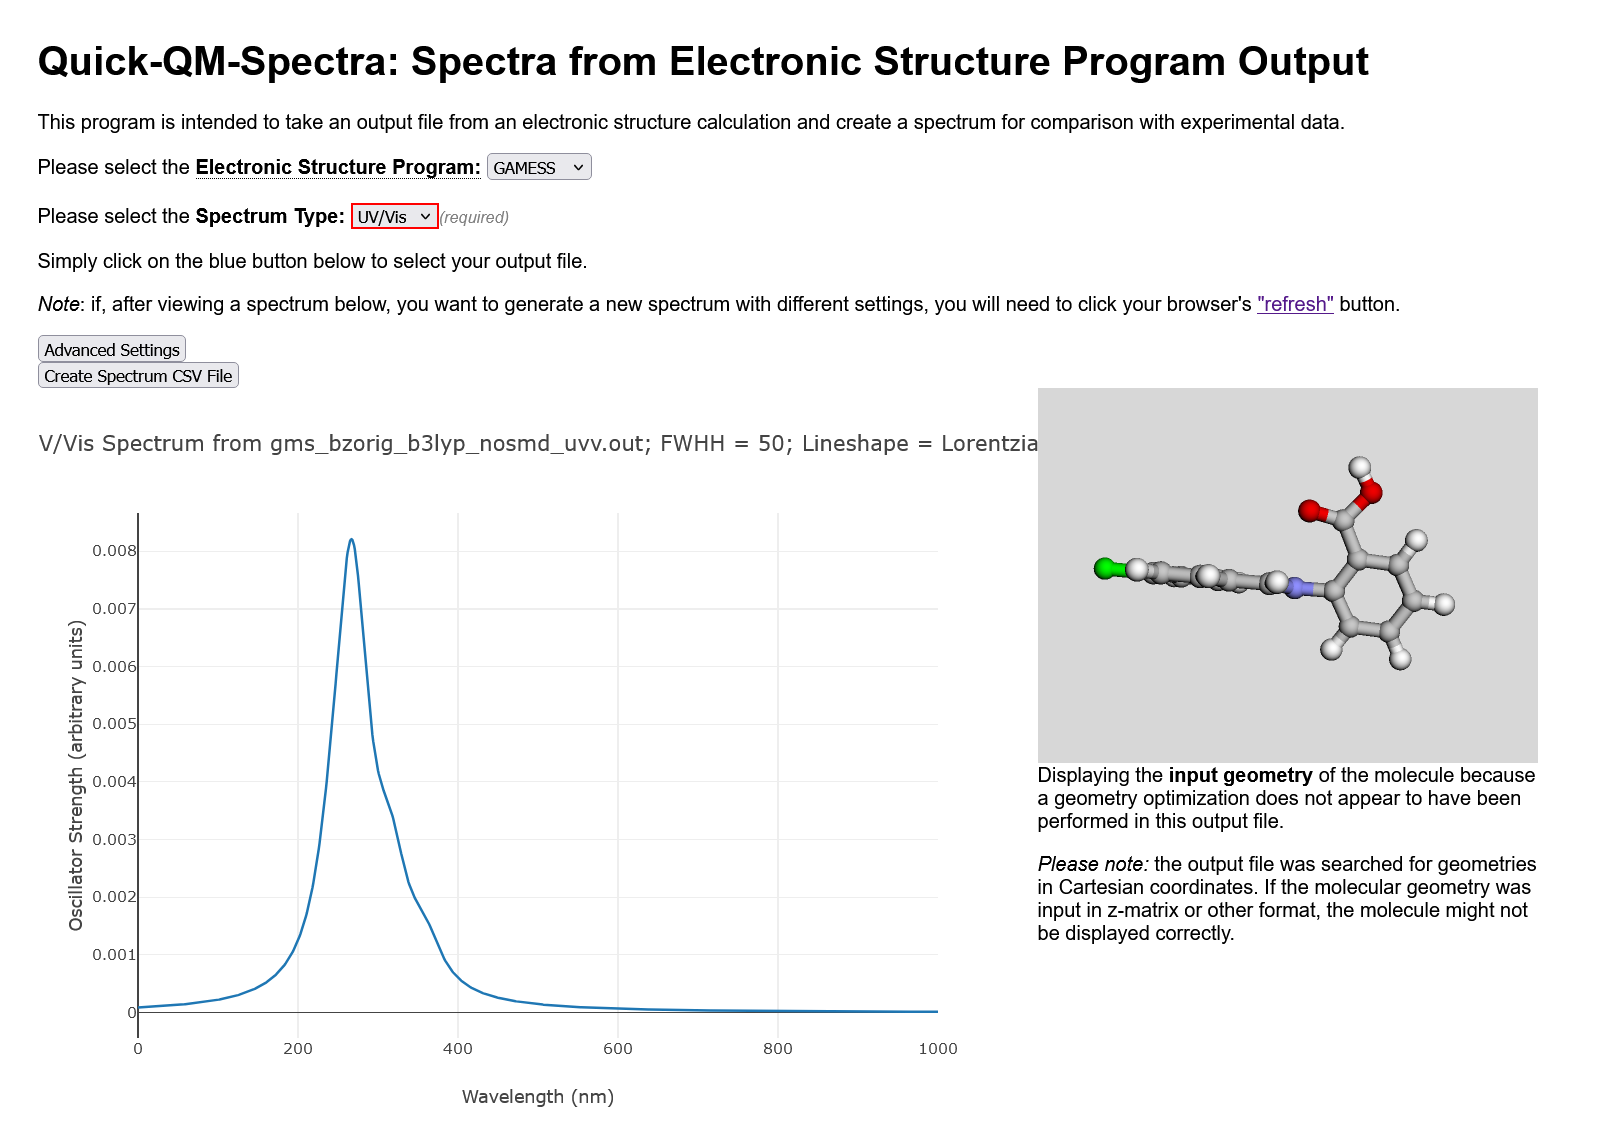 Quick-QM-Spectra: Spectra from Electronic Structure Program Output
This program is intended to take an output file from an electronic structure calculation and create a spectrum for comparison with experimental data.
Please select the Electronic Structure Program: GAMESS
Please select the Spectrum Type: UV/Vis (required)
Simply click on the blue button below to select your output file.
Note: if, after viewing a spectrum below, you want to generate a new spectrum with different settings, you will need to click your browser's "refresh" button.
Advanced Settings
Create Spectrum CSV File
V/Vis Spectrum from gms_bzorig_b3lyp_nosmd_uvv.out; FWHH = 50; Lineshape = Lorentzia
Oscillator Strength (arbitrary units)
0.008
0.007
0.006
0.005
0.004
0.003
0.002
0.001
0
0 200 400 600 800 1000
Wavelength (nm)
Displaying the input geometry of the molecule because
a geometry optimization does not appear to have been
performed in this output file.
Please note: the output file was searched for geometries
in Cartesian coordinates. If the molecular geometry was
input in z-matrix or other format, the molecule might not
be displayed correctly.